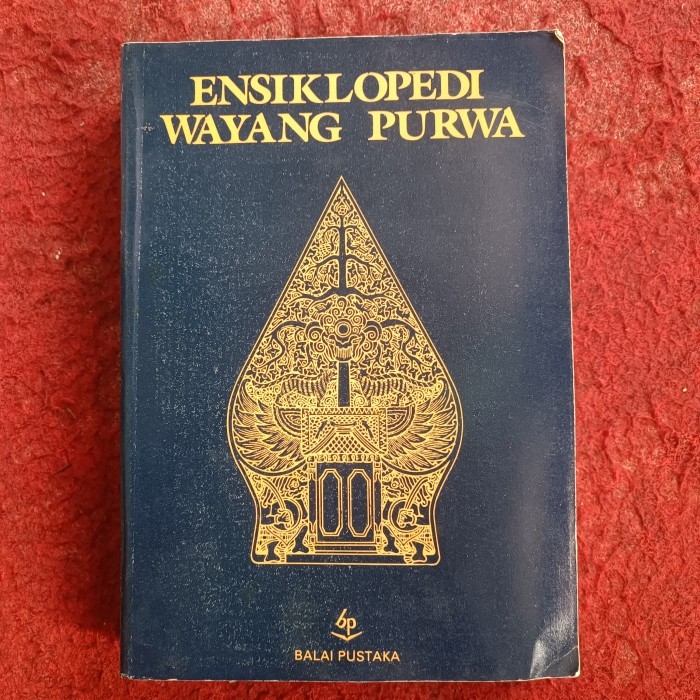 ENSIKLOPEDI
WAYANG PURWA
bp
BALAI PUSTAKA